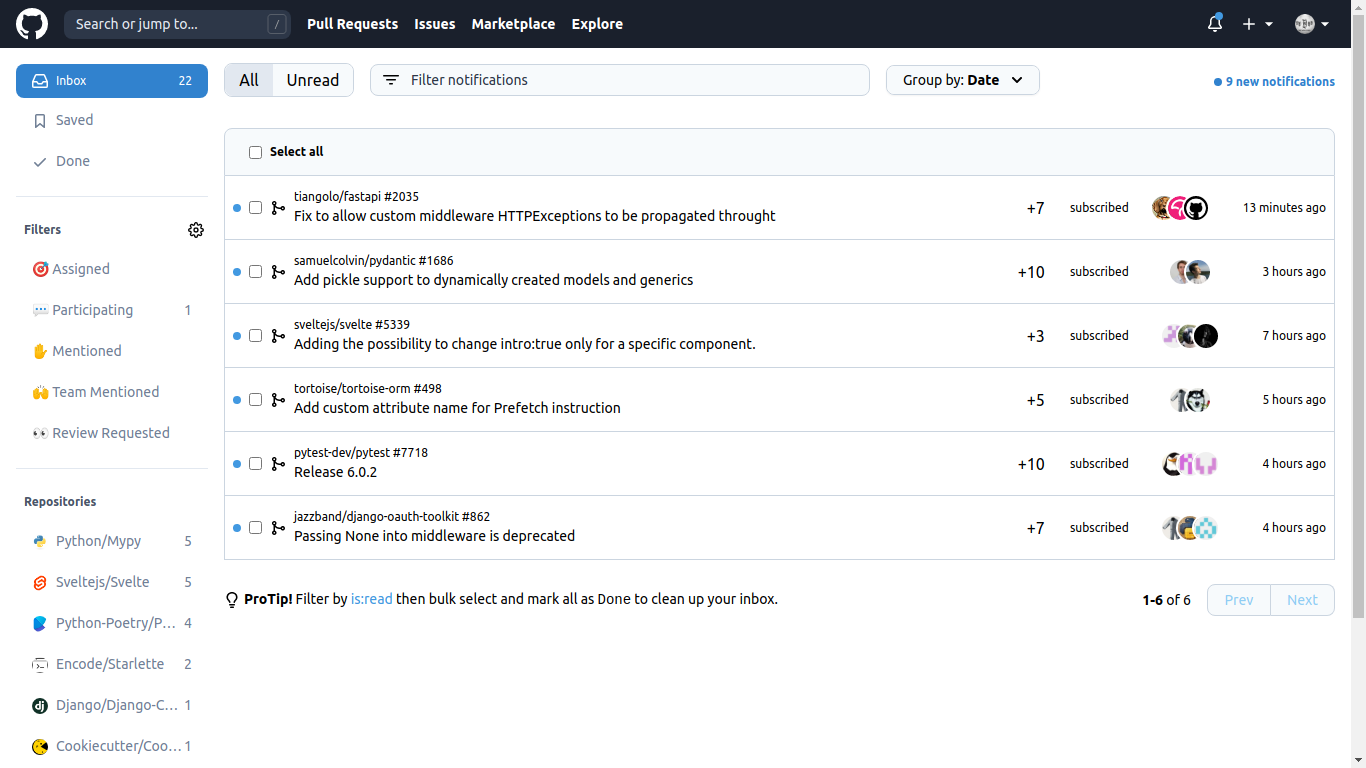 Search or jump to...
/
Pull Requests
Issues
Marketplace
Explore
Inbox 22
Saved
Done
Filters
Assigned
Participating 1
Mentioned
Team Mentioned
Review Requested
Repositories
Python/Mypy 5
Sveltejs/Svelte 5
Python-Poetry/P... 4
Encode/Starlette 2
Django/Django-C... 1
Cookiecutter/Coo... 1
All
Unread
Filter notifications
Group by: Date
9 new notifications
Select all
tiangolo/fastapi #2035
Fix to allow custom middleware HTTPExceptions to be propagated throught
+7 subscribed 13 minutes ago
samuelcolvin/pydantic #1686
Add pickle support to dynamically created models and generics
+10 subscribed 3 hours ago
sveltejs/svelte #5339
Adding the possibility to change intro:true only for a specific component.
+3 subscribed 7 hours ago
tortoise/tortoise-orm #498
Add custom attribute name for Prefetch instruction
+5 subscribed 5 hours ago
pytest-dev/pytest #7718
Release 6.0.2
+10 subscribed 4 hours ago
jazzband/django-oauth-toolkit #862
Passing None into middleware is deprecated
+7 subscribed 4 hours ago
ProTip! Filter by is:read then bulk select and mark all as Done to clean up your inbox.
1-6 of 6
Prev
Next